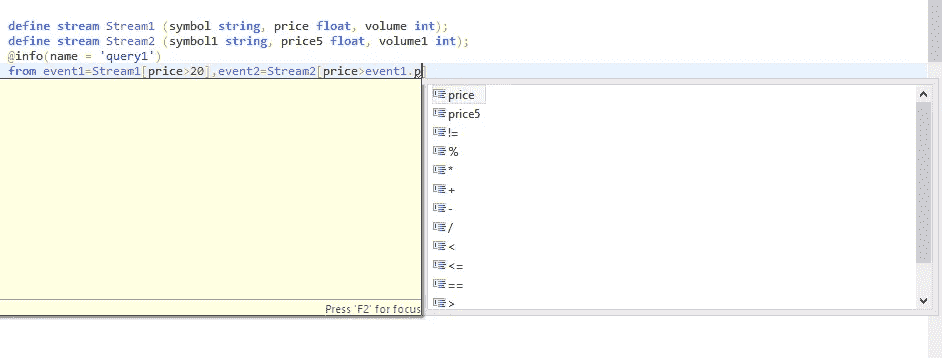 define stream Stream1 (symbol string, price float, volume int);
define stream Stream2 (symbol1 string, price5 float, volume1 int);
@info(name = 'query1')
from event1=Stream1[price>20],event2=Stream2[price>event1.p]
price
price5
!=
%
*
+
-
/
<
<=
==
>
Press 'F2' for focus